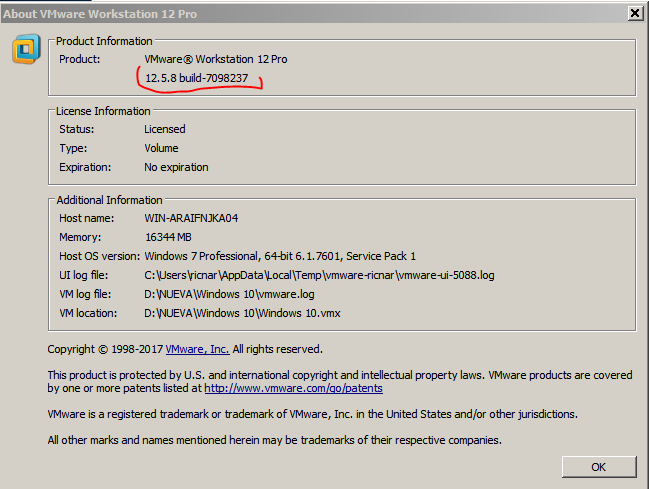 About VMware Workstation 12 Pro
Product Information
Product: VMware® Workstation 12 Pro
12.5.8 build-7098237
License Information
Status: Licensed
Type: Volume
Expiration: No expiration
Additional Information
Host name: WIN-ARAIFNJKA04
Memory: 16344 MB
Host OS version: Windows 7 Professional, 64-bit 6.1.7601, Service Pack 1
UI log file: C:\Users\ricnar\AppData\Local\Temp\vmware-ricnar\vmware-ui-5088.log
VM log file: D:\NUEVA\Windows 10\vmware.log
VM location: D:\NUEVA\Windows 10\Windows 10.vmx
Copyright © 1998-2017 VMware, Inc. All rights reserved.
This product is protected by U.S. and international copyright and intellectual property laws. VMware products are covered
by one or more patents listed at http://www.vmware.com/go/patents
VMware is a registered trademark or trademark of VMware, Inc. in the United States and/or other jurisdictions.
All other marks and names mentioned herein may be trademarks of their respective companies.
OK